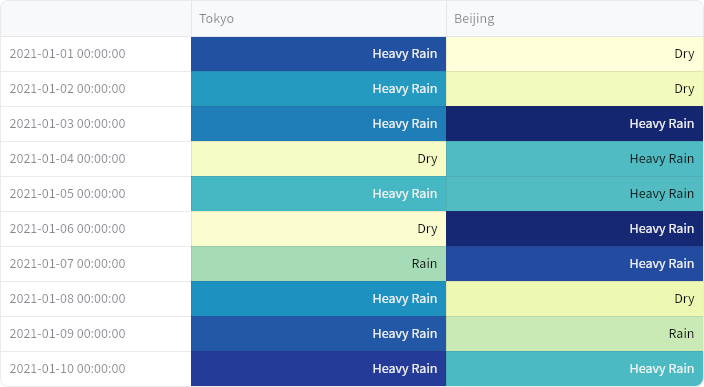 Tokyo Beijing
2021-01-01 00:00:00 Heavy Rain Dry
2021-01-02 00:00:00 Heavy Rain Dry
2021-01-03 00:00:00 Heavy Rain Heavy Rain
2021-01-04 00:00:00 Dry Heavy Rain
2021-01-05 00:00:00 Heavy Rain Heavy Rain
2021-01-06 00:00:00 Dry Heavy Rain
2021-01-07 00:00:00 Rain Heavy Rain
2021-01-08 00:00:00 Heavy Rain Dry
2021-01-09 00:00:00 Heavy Rain Rain
2021-01-10 00:00:00 Heavy Rain Heavy Rain